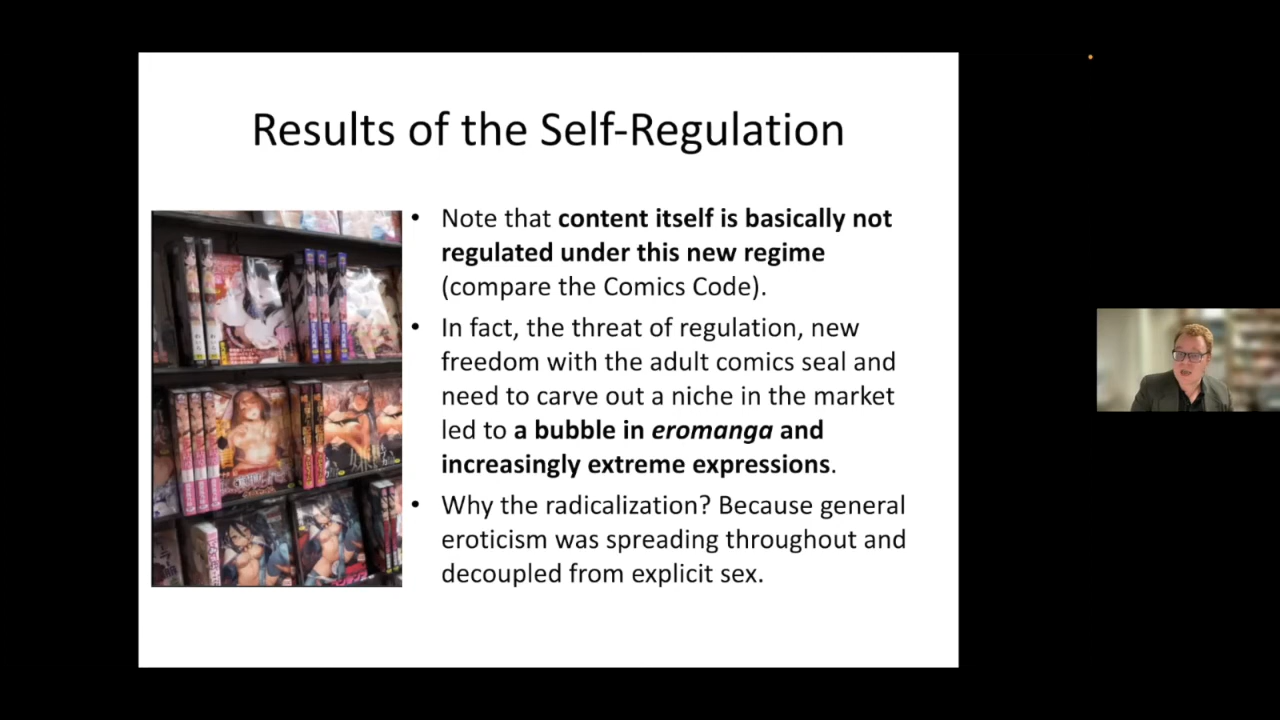 Results of the Self-Regulation
• Note that content itself is basically not
regulated under this new regime
(compare the Comics Code).
• In fact, the threat of regulation, new
freedom with the adult comics seal and
need to carve out a niche in the market
led to a bubble in eromanga and
increasingly extreme expressions.
• Why the radicalization? Because general
eroticism was spreading throughout and
decoupled from explicit sex.